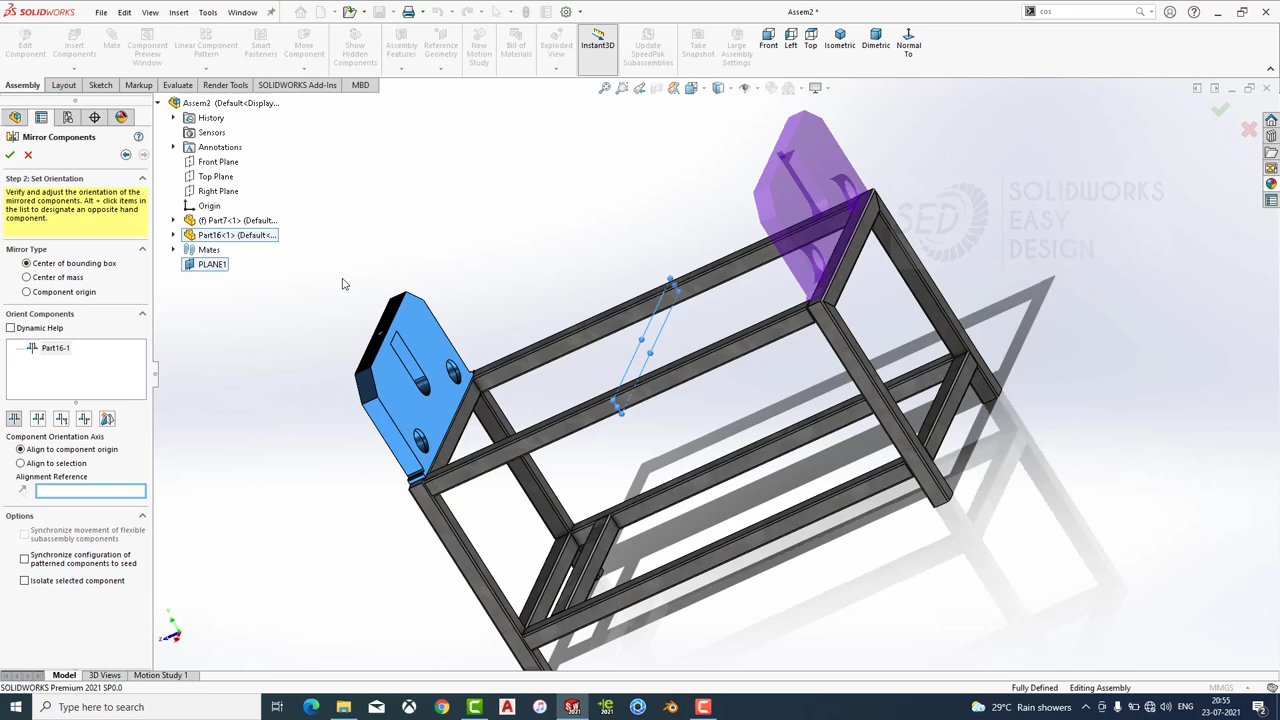 SOLIDWORKS File Edit View Insert Tools Window Assem2 * cos
Edit Component
Insert Components
Mate
Component Preview Window
Linear Component Pattern
Smart Fasteners
Move Component
Show Hidden Components
Assembly Features
Reference Geometry
New Motion Study
Bill of Materials
Exploded View
Instant3D
Update SpeedPak Subassemblies
Take Snapshot
Large Assembly Settings
Front
Left
Top
Isometric
Dimetric
Normal To
Assembly Layout Sketch Markup Evaluate Render Tools SOLIDWORKS Add-Ins MBD
Mirror Components
Step 2: Set Orientation
Verify and adjust the orientation of the
mirrored components. Alt + click items in
the list to designate an opposite hand
component.
Mirror Type
Center of bounding box
Center of mass
Component origin
Orient Components
Dynamic Help
Part16-1
Component Orientation Axis
Align to component origin
Align to selection
Alignment Reference
Options
Synchronize movement of flexible
subassembly components
Synchronize configuration of
patterned components to seed
Isolate selected component
Assem2 (Default<Display...
History
Sensors
Annotations
Front Plane
Top Plane
Right Plane
Origin
(f) Part7<1> (Default...
Part16<1> (Default<...
Mates
PLANE1
SED
SOLIDWORKS
EASY
DESIGN
Y
Z
Model 3D Views Motion Study 1
SOLIDWORKS Premium 2021 SP0.0 Fully Defined Editing Assembly MMGS
Type here to search
29°C Rain showers ENG
20:55
23-07-2021